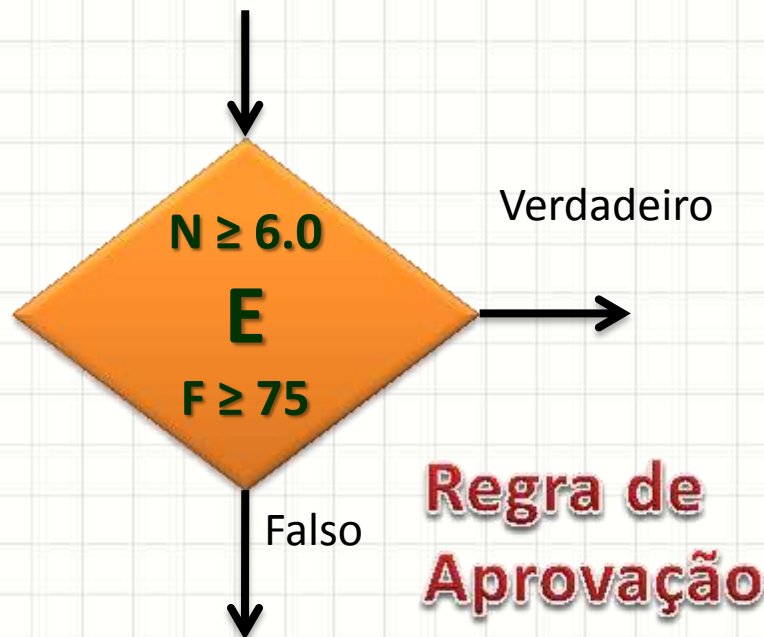 N ≥ 6.0
E
F ≥ 75
Verdadeiro
Falso
Regra de
Aprovação